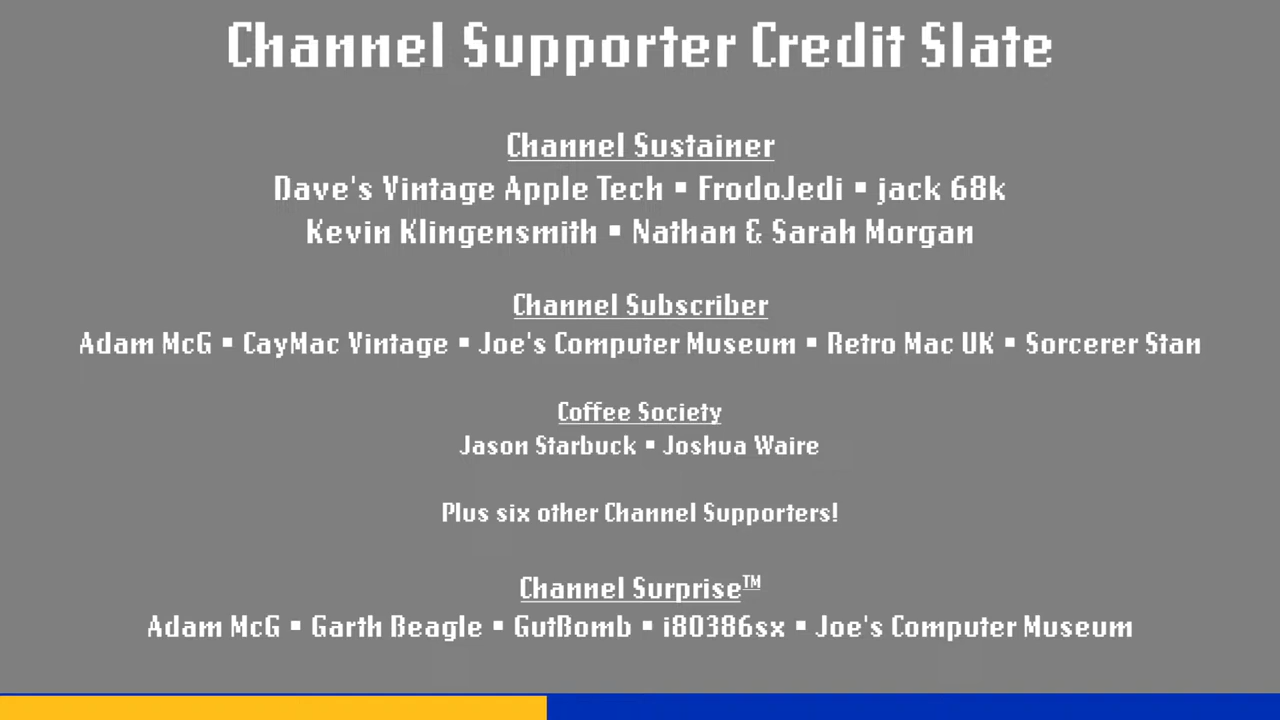 Channel Supporter Credit Slate
Channel Sustainer
Dave's Vintage Apple Tech ▪ FrodoJedi ▪ jack 68k
Kevin Klingensmith ▪ Nathan & Sarah Morgan
Channel Subscriber
Adam McG ▪ CayMac Vintage ▪ Joe's Computer Museum ▪ Retro Mac UK ▪ Sorcerer Stan
Coffee Society
Jason Starbuck ▪ Joshua Waire
Plus six other Channel Supporters!
Channel Surprise™
Adam McG ▪ Garth Beagle ▪ GutBomb ▪ i80386sx ▪ Joe's Computer Museum